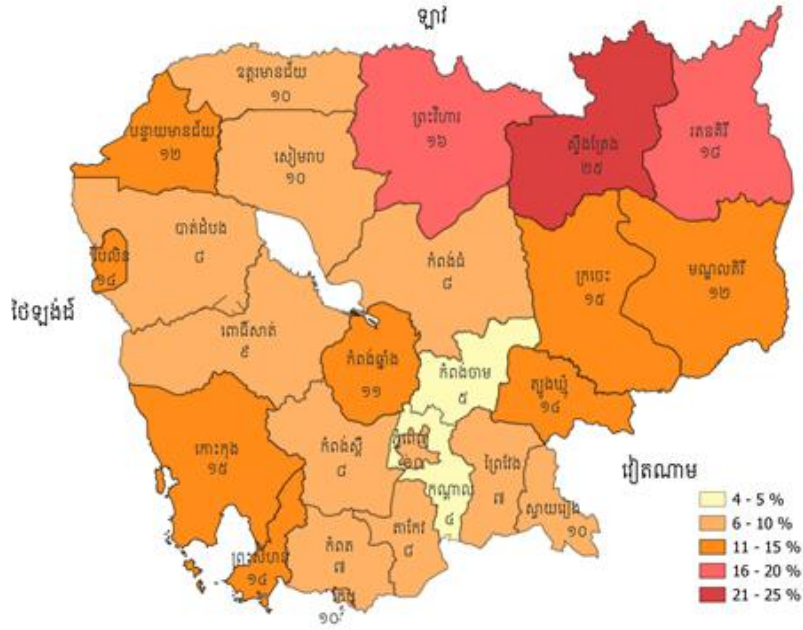 ឡាវ
ឧត្តរមានជ័យ
១០
បន្ទាយមានជ័យ
១២
សៀមរាប
១០
ព្រះវិហារ
១៦
ស្ទឹងត្រែង
២៥
រតនគិរី
១៨
បាត់ដំបង
៨
ប៉ៃលិន
១៤
កំពង់ធំ
៨
ក្រចេះ
១៥
មណ្ឌលគិរី
១២
ថៃឡង់ដ៍
ពោធិ៍សាត់
៩
កំពង់ឆ្នាំង
១១
កំពង់ចាម
៥
ត្បូងឃ្មុំ
១៤
កោះកុង
១៥
កំពង់ស្ពឺ
៨
ភ្នំពេញ
កណ្តាល
៤
ព្រៃវែង
៧
ស្វាយរៀង
១០
វៀតណាម
តាកែវ
៨
កំពត
៧
ព្រះសីហនុ
១៤
កែប
១០
4 - 5 %
6 - 10 %
11 - 15 %
16 - 20 %
21 - 25 %